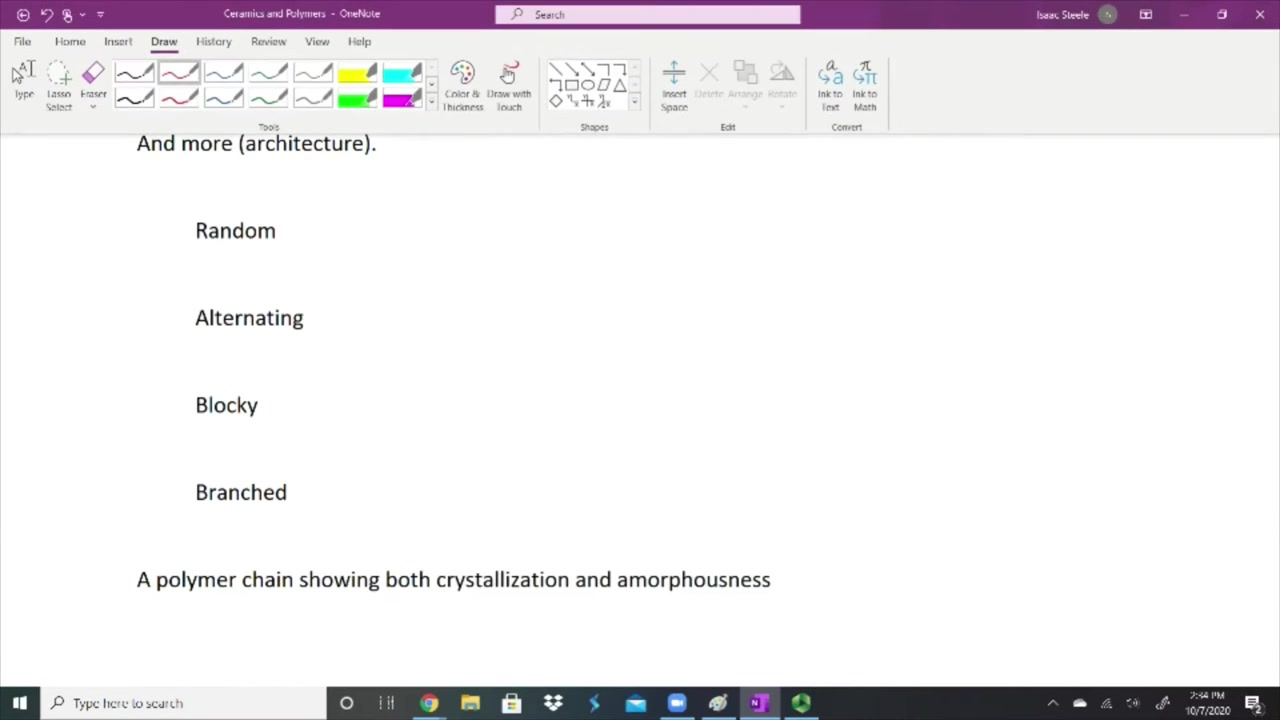 Ceramics and Polymers - OneNote
Search
Isaac Steele
File Home Insert Draw History Review View Help
Type
Lasso Select
Eraser
Color & Thickness
Draw with Touch
Insert Space
Delete
Arrange
Rotate
Ink to Text
Ink to Math
Tools
Shapes
Edit
Convert
And more (architecture).
Random
Alternating
Blocky
Branched
A polymer chain showing both crystallization and amorphousness
Type here to search
2:34 PM
10/7/2020